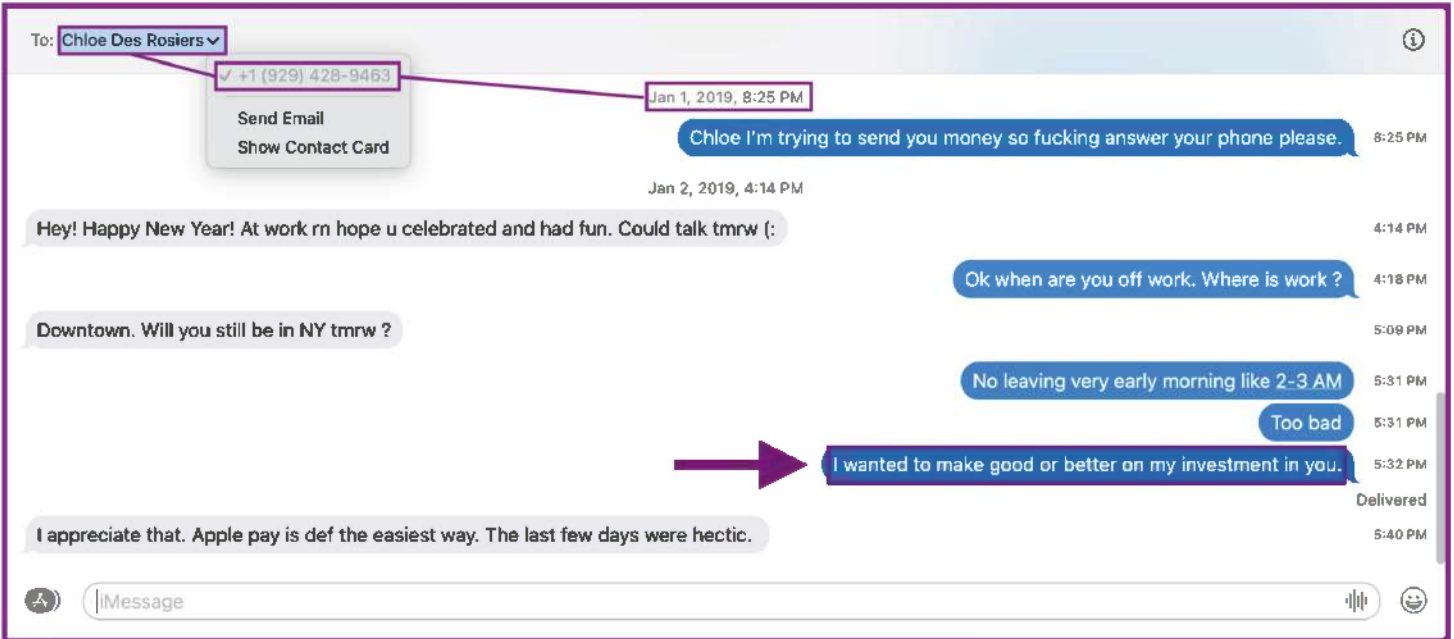 To: Chloe Des Rosiers
+1 (929) 428-9463
Send Email
Show Contact Card
Jan 1, 2019, 8:25 PM
Chloe I'm trying to send you money so fucking answer your phone please. 8:25 PM
Jan 2, 2019, 4:14 PM
Hey! Happy New Year! At work rn hope u celebrated and had fun. Could talk tmrw (: 4:14 PM
Ok when are you off work. Where is work ? 4:18 PM
Downtown. Will you still be in NY tmrw ? 5:09 PM
No leaving very early morning like 2-3 AM 5:31 PM
Too bad 5:31 PM
I wanted to make good or better on my investment in you. 5:32 PM
Delivered
I appreciate that. Apple pay is def the easiest way. The last few days were hectic. 5:40 PM
iMessage